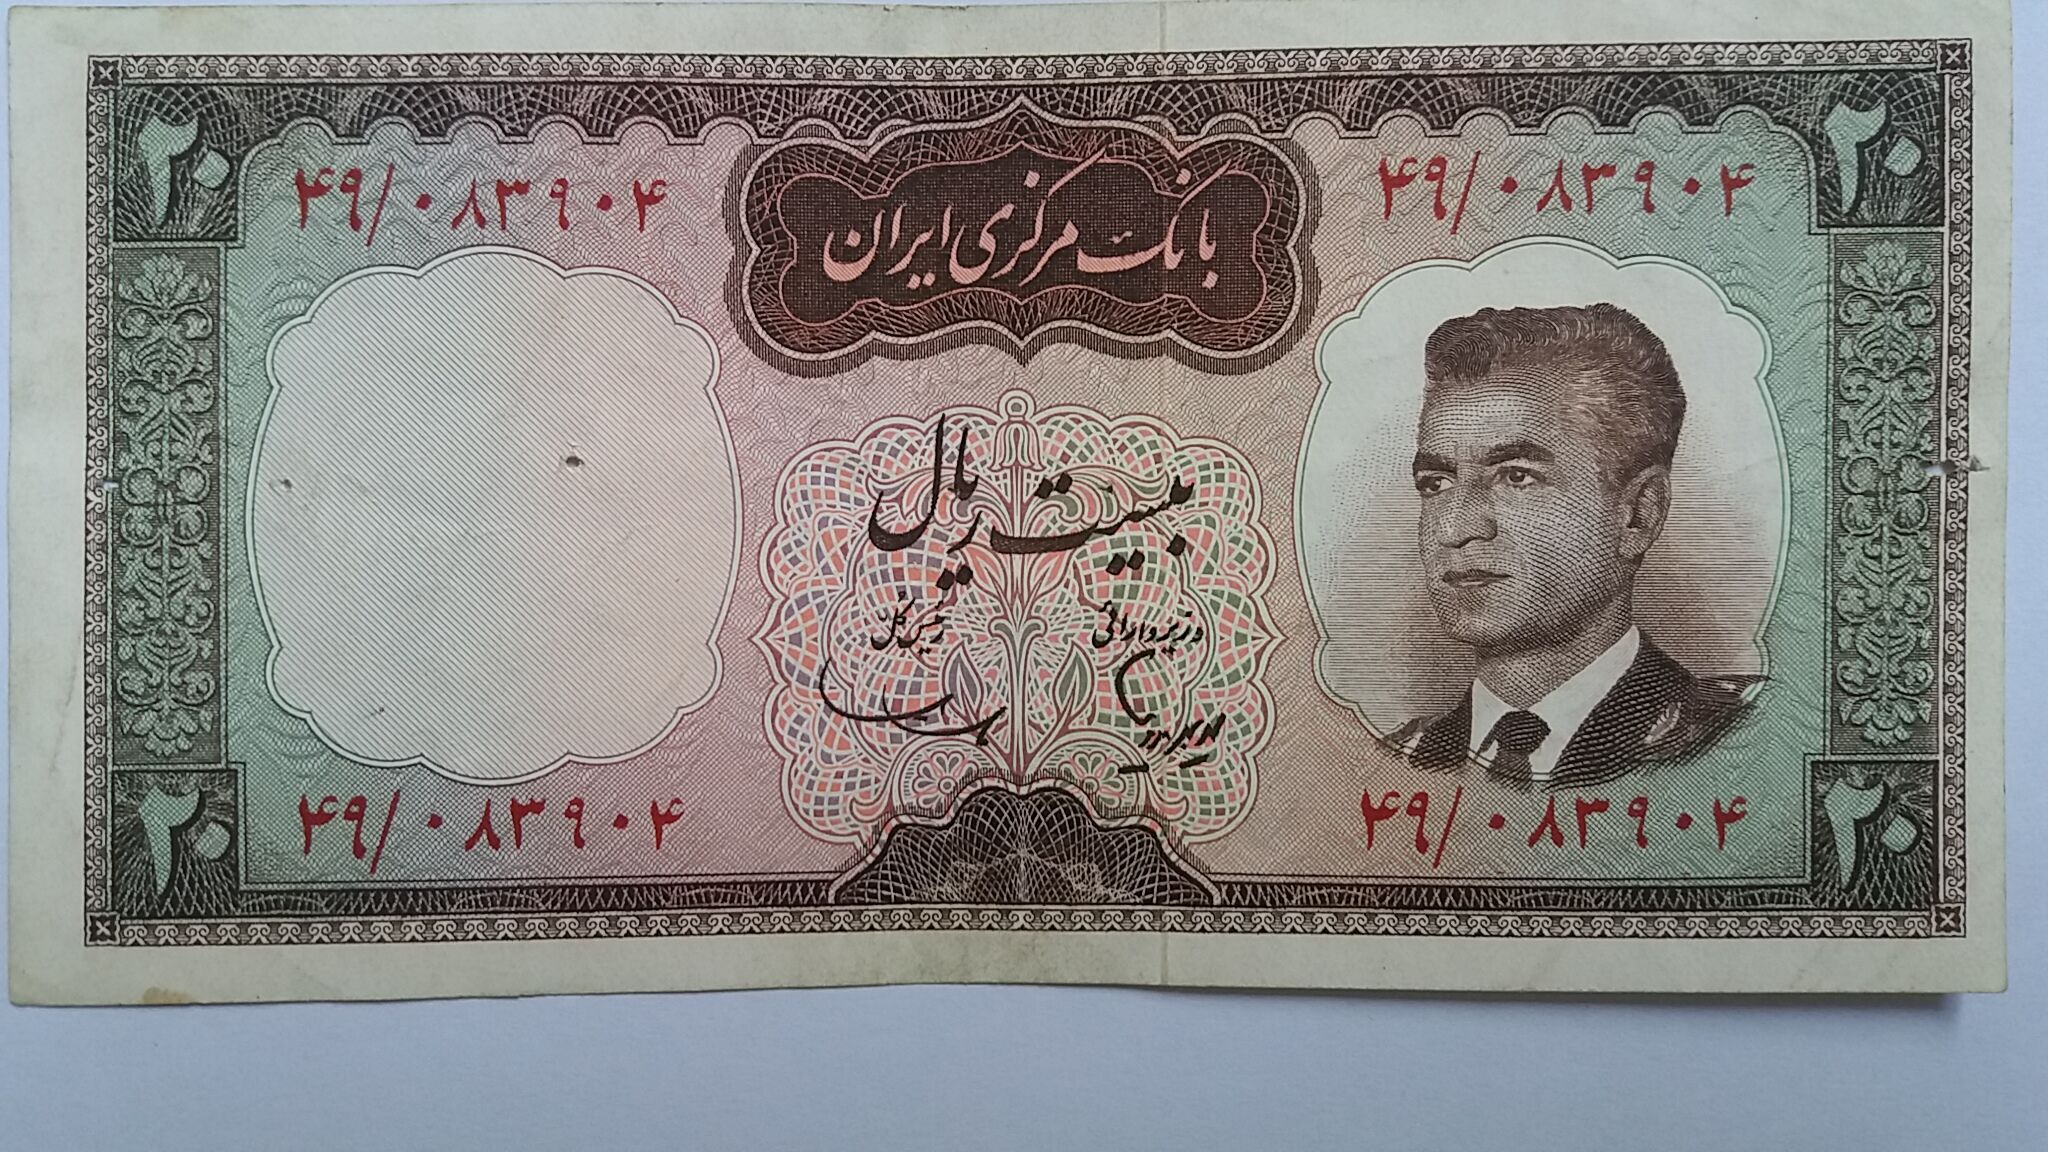 ۲۰
۲۰
۴۹/۰۸۳۹۰۴
۴۹/۰۸۳۹۰۴
بانک مرکزی ایران
بیست ریال
وزیر دارائی
رئیس کل
۴۹/۰۸۳۹۰۴
۴۹/۰۸۳۹۰۴
۲۰
۲۰